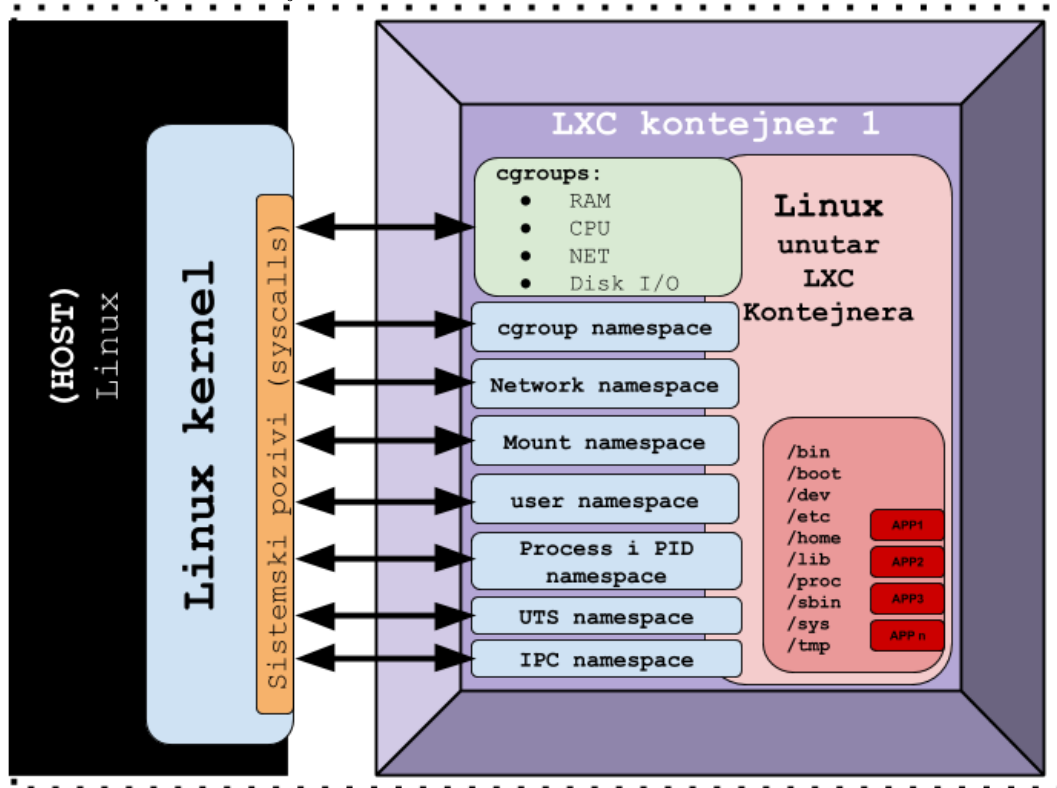 (HOST)
Linux
Linux kernel
Sistemski pozivi (syscalls)
LXC kontejner 1
cgroups:
● RAM
● CPU
● NET
● Disk I/O
cgroup namespace
Network namespace
Mount namespace
user namespace
Process i PID
namespace
UTS namespace
IPC namespace
Linux
unutar
LXC
Kontejnera
/bin
/boot
/dev
/etc
/home
/lib
/proc
/sbin
/sys
/tmp
APP1
APP2
APP3
APP n